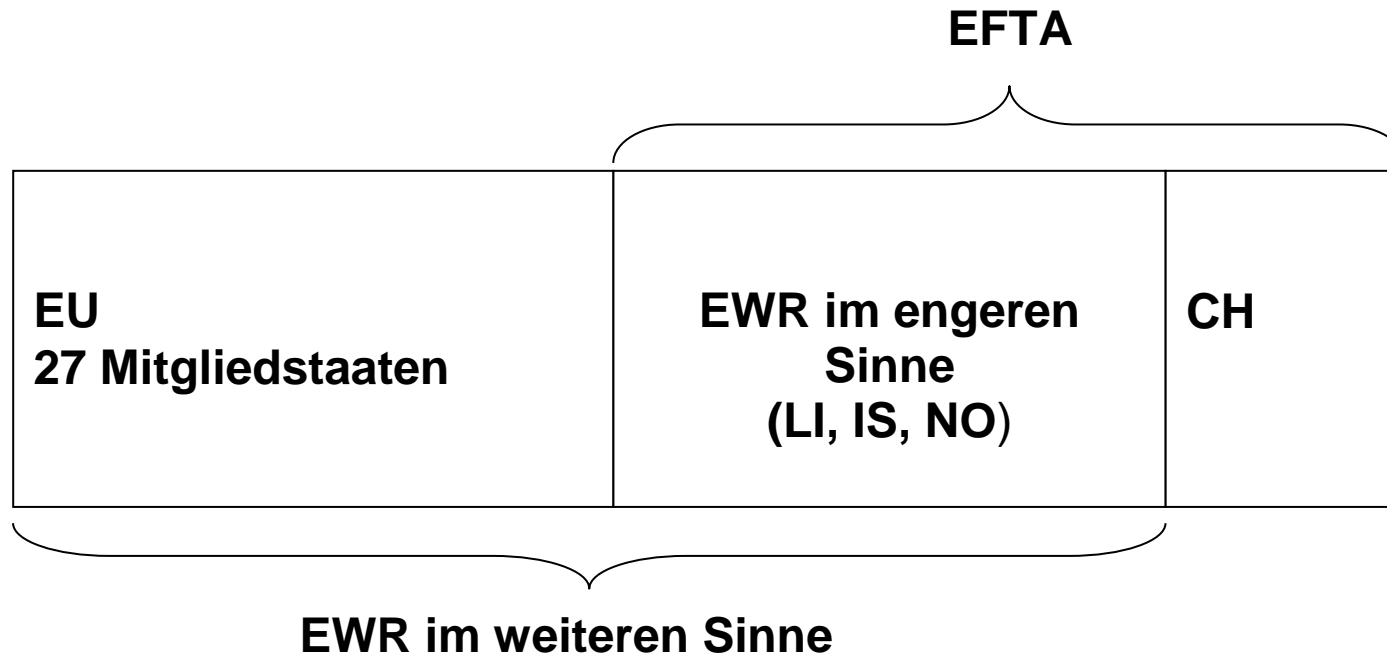 EFTA
EU
27 Mitgliedstaaten
EWR im engeren
Sinne
(LI, IS, NO)
CH
EWR im weiteren Sinne